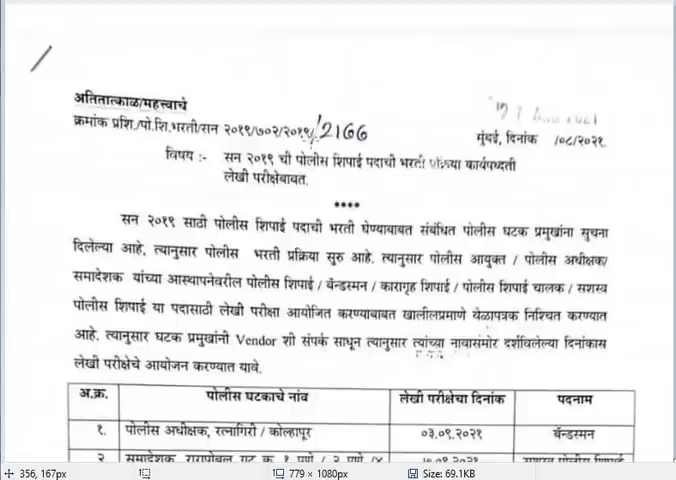 अतितात्काळ/महत्त्वाचे
क्रमांक प्रशि./पो.शि.भरती/सन २०१९/७०२/२०१९/2166
मुंबई, दिनांक /०८/२०२१
विषय :- सन २०१९ ची पोलीस शिपाई पदाची भरती कार्यपध्दती
लेखी परीक्षेबाबत.
****
सन २०१९ साठी पोलीस शिपाई पदाची भरती घेण्याबाबत संबंधित पोलीस घटक प्रमुखांना सुचना
दिलेल्या आहे, त्यानुसार पोलीस भरती प्रक्रिया सुरु आहे. त्यानुसार पोलीस आयुक्त / पोलीस अधीक्षक/
समादेशक यांच्या आस्थापनेवरील पोलीस शिपाई / बॅन्डस्मन / कारागृह शिपाई / पोलीस शिपाई चालक / सशस्त्र
पोलीस शिपाई या पदासाठी लेखी परीक्षा आयोजित करण्याबाबत खालीलप्रमाणे वेळापत्रक निश्चित करण्यात
आहे. त्यानुसार घटक प्रमुखांनी Vendor शी संपर्क साधून त्यानुसार त्यांच्या नावासंमोर दर्शविलेल्या दिनांकास
लेखी परीक्षेचे आयोजन करण्यात यावे.
अ.क्र. पोलीस घटकाचे नांव लेखी परीक्षेचा दिनांक पदनाम
१. पोलीस अधीक्षक, रत्नागिरी / कोल्हापूर ०३.०९.२०२१ बॅन्डस्मन
356, 167px 779 × 1080px Size: 69.1KB